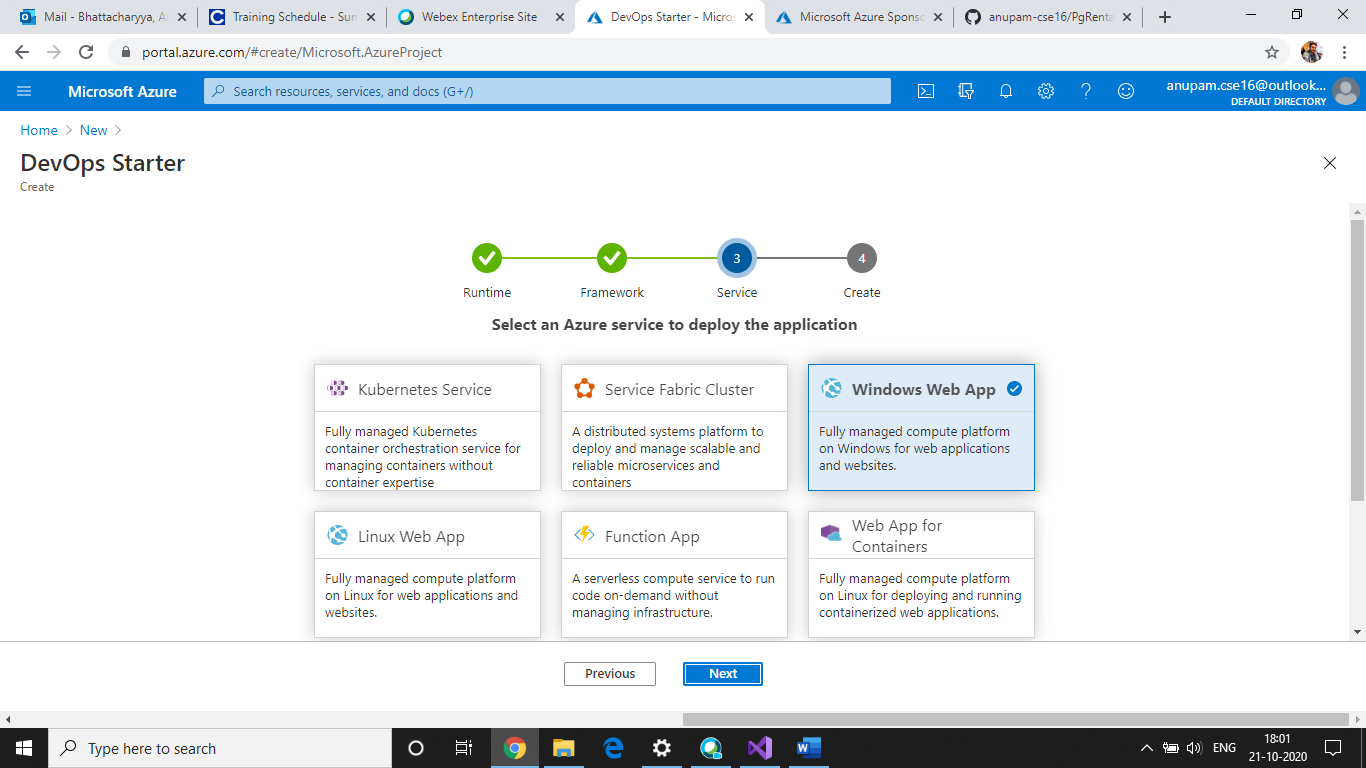 Mail - Bhattacharyya, A
Training Schedule - Sun
Webex Enterprise Site
DevOps Starter - Micros
Microsoft Azure Sponsc
anupam-cse16/PgRenta
portal.azure.com/#create/Microsoft.AzureProject
Microsoft Azure
Search resources, services, and docs (G+/)
anupam.cse16@outlook...
DEFAULT DIRECTORY
Home > New >
DevOps Starter
Create
3
4
Runtime
Framework
Service
Create
Select an Azure service to deploy the application
Kubernetes Service
Fully managed Kubernetes
container orchestration service for
managing containers without
container expertise
Service Fabric Cluster
A distributed systems platform to
deploy and manage scalable and
reliable microservices and
containers
Windows Web App
Fully managed compute platform
on Windows for web applications
and websites.
Linux Web App
Fully managed compute platform
on Linux for web applications and
websites.
Function App
A serverless compute service to run
code on-demand without
managing infrastructure.
Web App for
Containers
Fully managed compute platform
on Linux for deploying and running
containerized web applications.
Previous
Next
Type here to search
ENG
18:01
21-10-2020